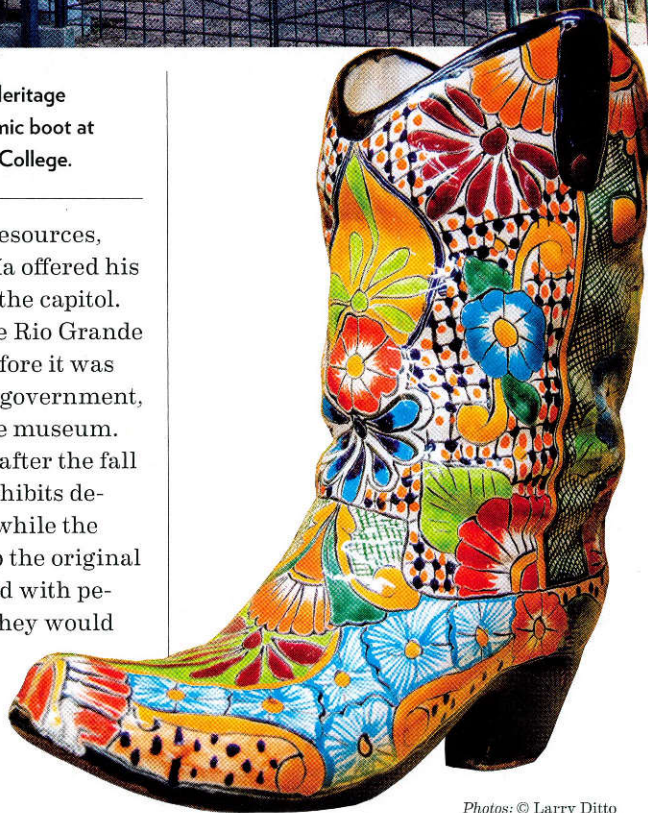 Heritage
mic boot at
College.
esources,
a offered his
the capitol.
e Rio Grande
fore it was
government,
e museum.
after the fall
hibits de-
while the
o the original
d with pe-
hey would
Photos: © Larry Ditto